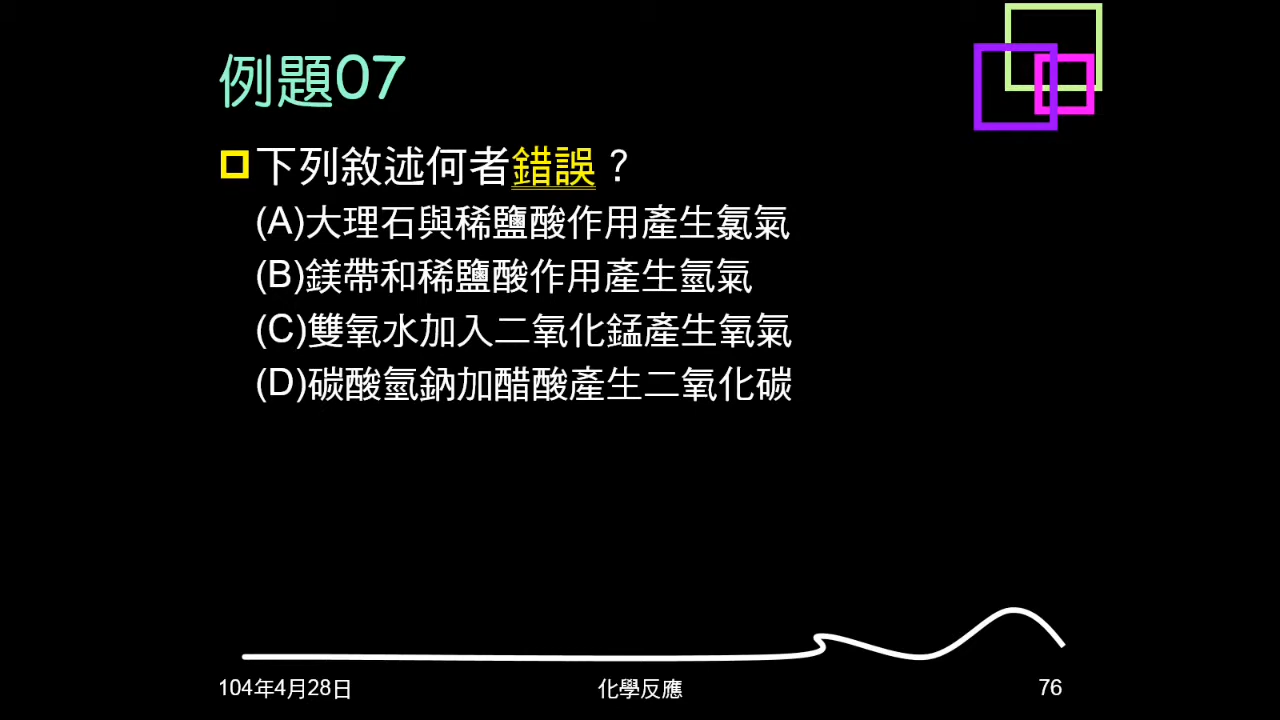 例題07
下列敘述何者錯誤？
(A)大理石與稀鹽酸作用產生氯氣
(B)鎂帶和稀鹽酸作用產生氫氣
(C)雙氧水加入二氧化錳產生氧氣
(D)碳酸氫鈉加醋酸產生二氧化碳
104年4月28日
化學反應
76